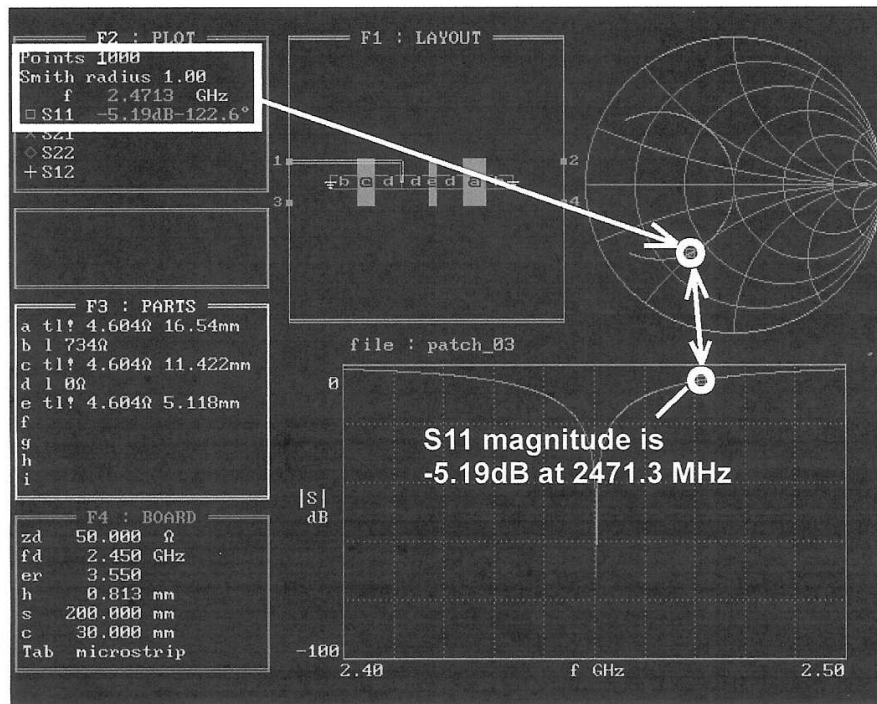 F2 : PLOT
Points 1000
Smith radius 1.00
f 2.4713 GHz
□ S11 -5.19dB-122.6°
× S21
◇ S22
+ S12
F1 : LAYOUT
1
2
3
4
b c d d e d a b
F3 : PARTS
a tl! 4.604Ω 16.54mm
b l 734Ω
c tl! 4.604Ω 11.422mm
d l 0Ω
e tl! 4.604Ω 5.118mm
f
g
h
i
F4 : BOARD
zd 50.000 Ω
fd 2.450 GHz
er 3.550
h 0.813 mm
s 200.000 mm
c 30.000 mm
Tab microstrip
file : patch_03
0
|S|
dB
-100
2.40 f GHz 2.50
S11 magnitude is
-5.19dB at 2471.3 MHz